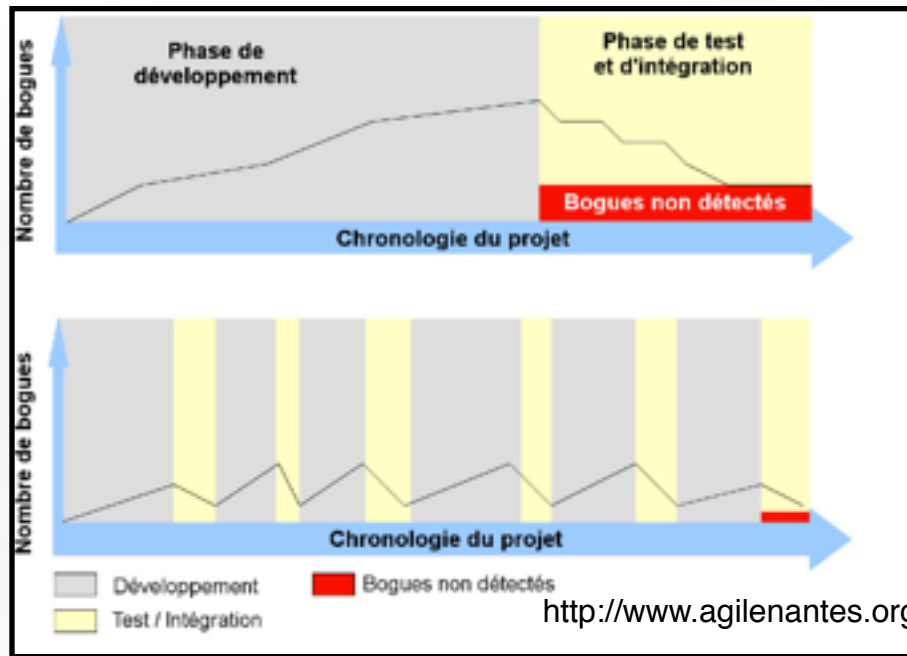 Nombre de bogues
Phase de
développement
Phase de test
et d'intégration
Bogues non détectés
Chronologie du projet
Nombre de bogues
Chronologie du projet
Développement
Bogues non détectés
Test / Intégration
http://www.agilenantes.org